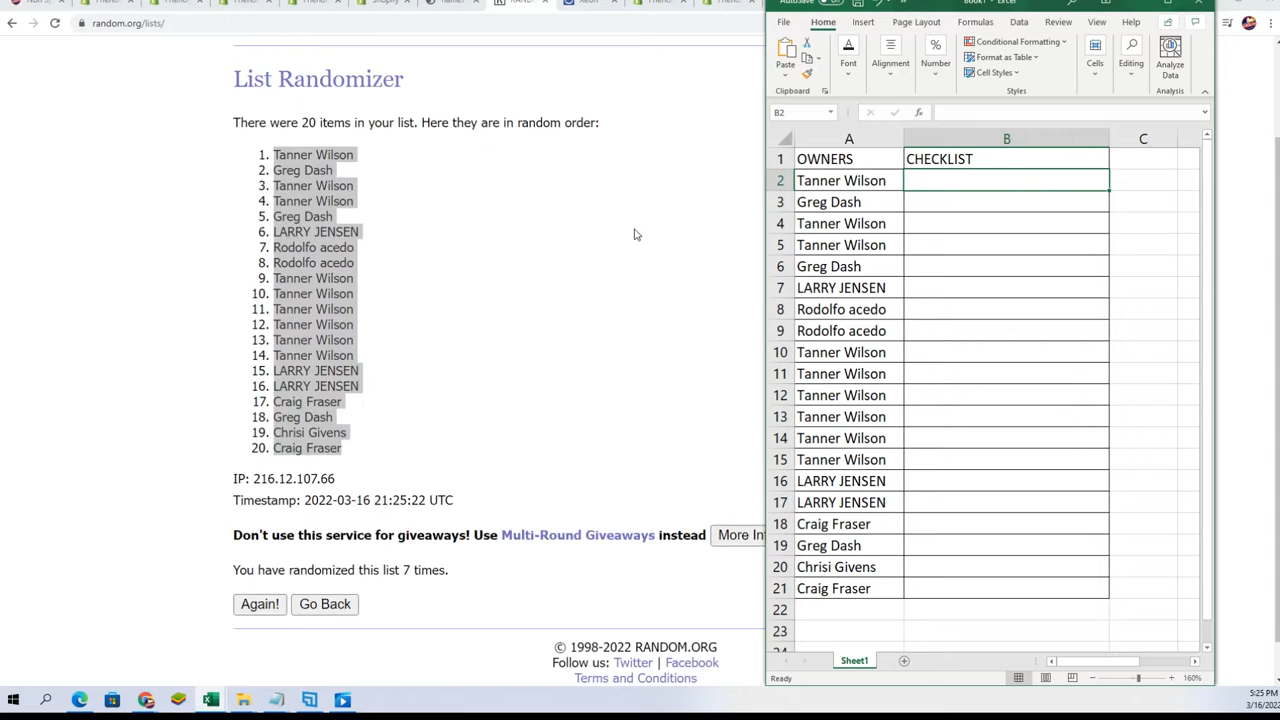 random.org/lists/
List Randomizer
There were 20 items in your list. Here they are in random order:
1. Tanner Wilson
2. Greg Dash
3. Tanner Wilson
4. Tanner Wilson
5. Greg Dash
6. LARRY JENSEN
7. Rodolfo acedo
8. Rodolfo acedo
9. Tanner Wilson
10. Tanner Wilson
11. Tanner Wilson
12. Tanner Wilson
13. Tanner Wilson
14. Tanner Wilson
15. LARRY JENSEN
16. LARRY JENSEN
17. Craig Fraser
18. Greg Dash
19. Chrisi Givens
20. Craig Fraser
IP: 216.12.107.66
Timestamp: 2022-03-16 21:25:22 UTC
Don't use this service for giveaways! Use Multi-Round Giveaways instead More In
You have randomized this list 7 times.
Again! Go Back
© 1998-2022 RANDOM.ORG
Follow us: Twitter | Facebook
Terms and Conditions
File Home Insert Page Layout Formulas Data Review View Help
Paste Font Alignment Number Conditional Formatting Format as Table Cell Styles Cells Editing Analyze Data
Clipboard Styles Analysis
B2 fx
A B C
1 OWNERS CHECKLIST
2 Tanner Wilson
3 Greg Dash
4 Tanner Wilson
5 Tanner Wilson
6 Greg Dash
7 LARRY JENSEN
8 Rodolfo acedo
9 Rodolfo acedo
10 Tanner Wilson
11 Tanner Wilson
12 Tanner Wilson
13 Tanner Wilson
14 Tanner Wilson
15 Tanner Wilson
16 LARRY JENSEN
17 LARRY JENSEN
18 Craig Fraser
19 Greg Dash
20 Chrisi Givens
21 Craig Fraser
22
23
Sheet1
Ready 160%
5:25 PM
3/16/202